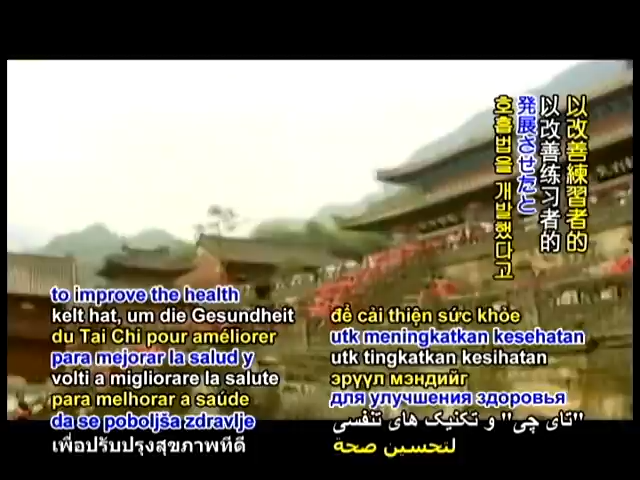 以改善練習者的
以改善练习者的
発展させたと
호흡법을 개발했다고
to improve the health
kelt hat, um die Gesundheit
du Tai Chi pour améliorer
para mejorar la salud y
volti a migliorare la salute
para melhorar a saúde
da se poboljša zdravlje
เพื่อปรับปรุงสุขภาพที่ดี
để cải thiện sức khỏe
utk meningkatkan kesehatan
utk tingkatkan kesihatan
эрүүл мэндийг
для улучшения здоровья
"تای چی" و تکنیک های تنفسی
لتحسين صحة